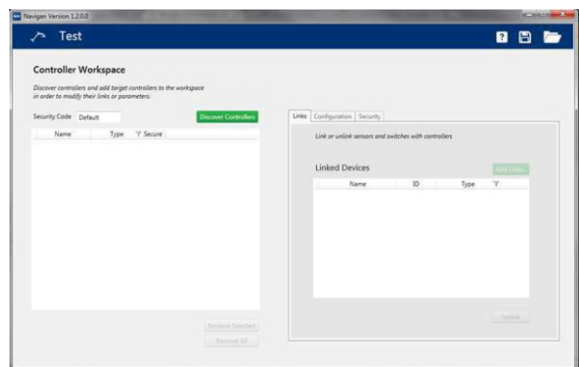 Navigan Version 1.2.0.0
Test
?
Controller Workspace
Discover controllers and add target controllers to the workspace
in order to modify their links or parameters.
Security Code Default Discover Controllers
Name Type Secure
Remove Selected
Remove All
Links Configuration Security
Link or unlink sensors and switches with controllers
Linked Devices Add Links...
Name ID Type
Unlink